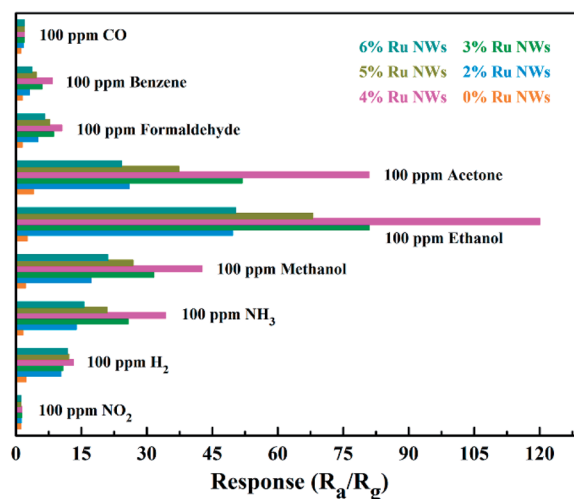 100 ppm CO
6% Ru NWs 3% Ru NWs
5% Ru NWs 2% Ru NWs
4% Ru NWs 0% Ru NWs
100 ppm Benzene
100 ppm Formaldehyde
100 ppm Acetone
100 ppm Ethanol
100 ppm Methanol
100 ppm NH₃
100 ppm H₂
100 ppm NO₂
0 15 30 45 60 75 90 105 120
Response (Rₐ/R_g)